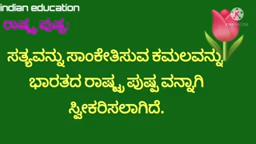 indian education
ರಾಷ್ಟ್ರ ಪುಷ್ಪ:
ಸತ್ಯವನ್ನು ಸಾಂಕೇತಿಸುವ ಕಮಲವನ್ನು
ಭಾರತದ ರಾಷ್ಟ್ರ ಪುಷ್ಪ ವನ್ನಾಗಿ
ಸ್ವೀಕರಿಸಲಾಗಿದೆ.